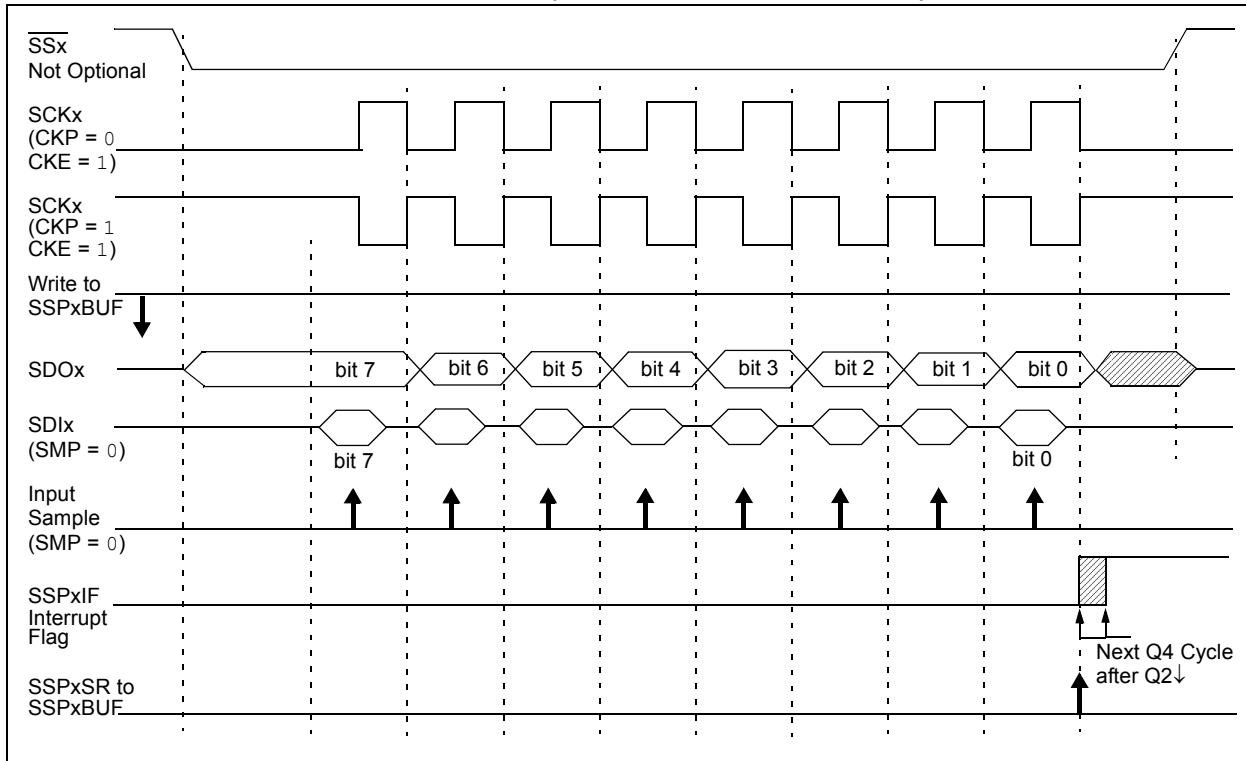 SSx
Not Optional
SCKx
(CKP = 0
CKE = 1)
SCKx
(CKP = 1
CKE = 1)
Write to
SSPxBUF
SDOx
bit 7
bit 6
bit 5
bit 4
bit 3
bit 2
bit 1
bit 0
SDIx
(SMP = 0)
bit 7
bit 0
Input
Sample
(SMP = 0)
SSPxIF
Interrupt
Flag
Next Q4 Cycle
after Q2↓
SSPxSR to
SSPxBUF